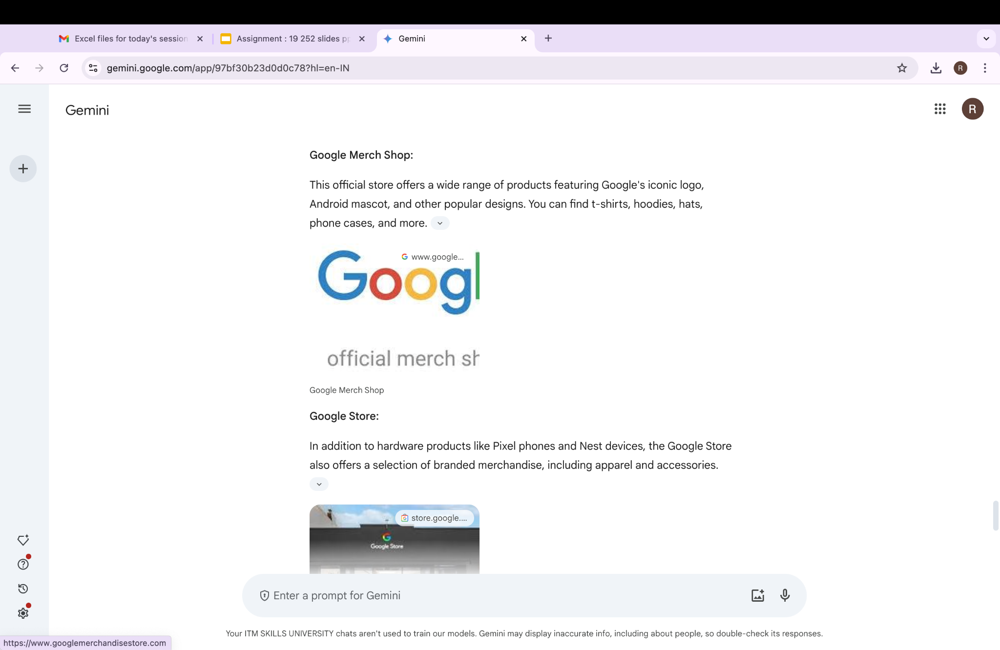 Excel files for today's session
Assignment : 19 252 slides pp
Gemini
gemini.google.com/app/97bf30b23d0d0c78?hl=en-IN
R
Gemini
R
Google Merch Shop:
This official store offers a wide range of products featuring Google's iconic logo,
Android mascot, and other popular designs. You can find t-shirts, hoodies, hats,
phone cases, and more.
G www.google...
Googl
official merch sh
Google Merch Shop
Google Store:
In addition to hardware products like Pixel phones and Nest devices, the Google Store
also offers a selection of branded merchandise, including apparel and accessories.
store.google....
G
Google Store
Enter a prompt for Gemini
Your ITM SKILLS UNIVERSITY chats aren't used to train our models. Gemini may display inaccurate info, including about people, so double-check its responses.
https://www.googlemerchandisestore.com